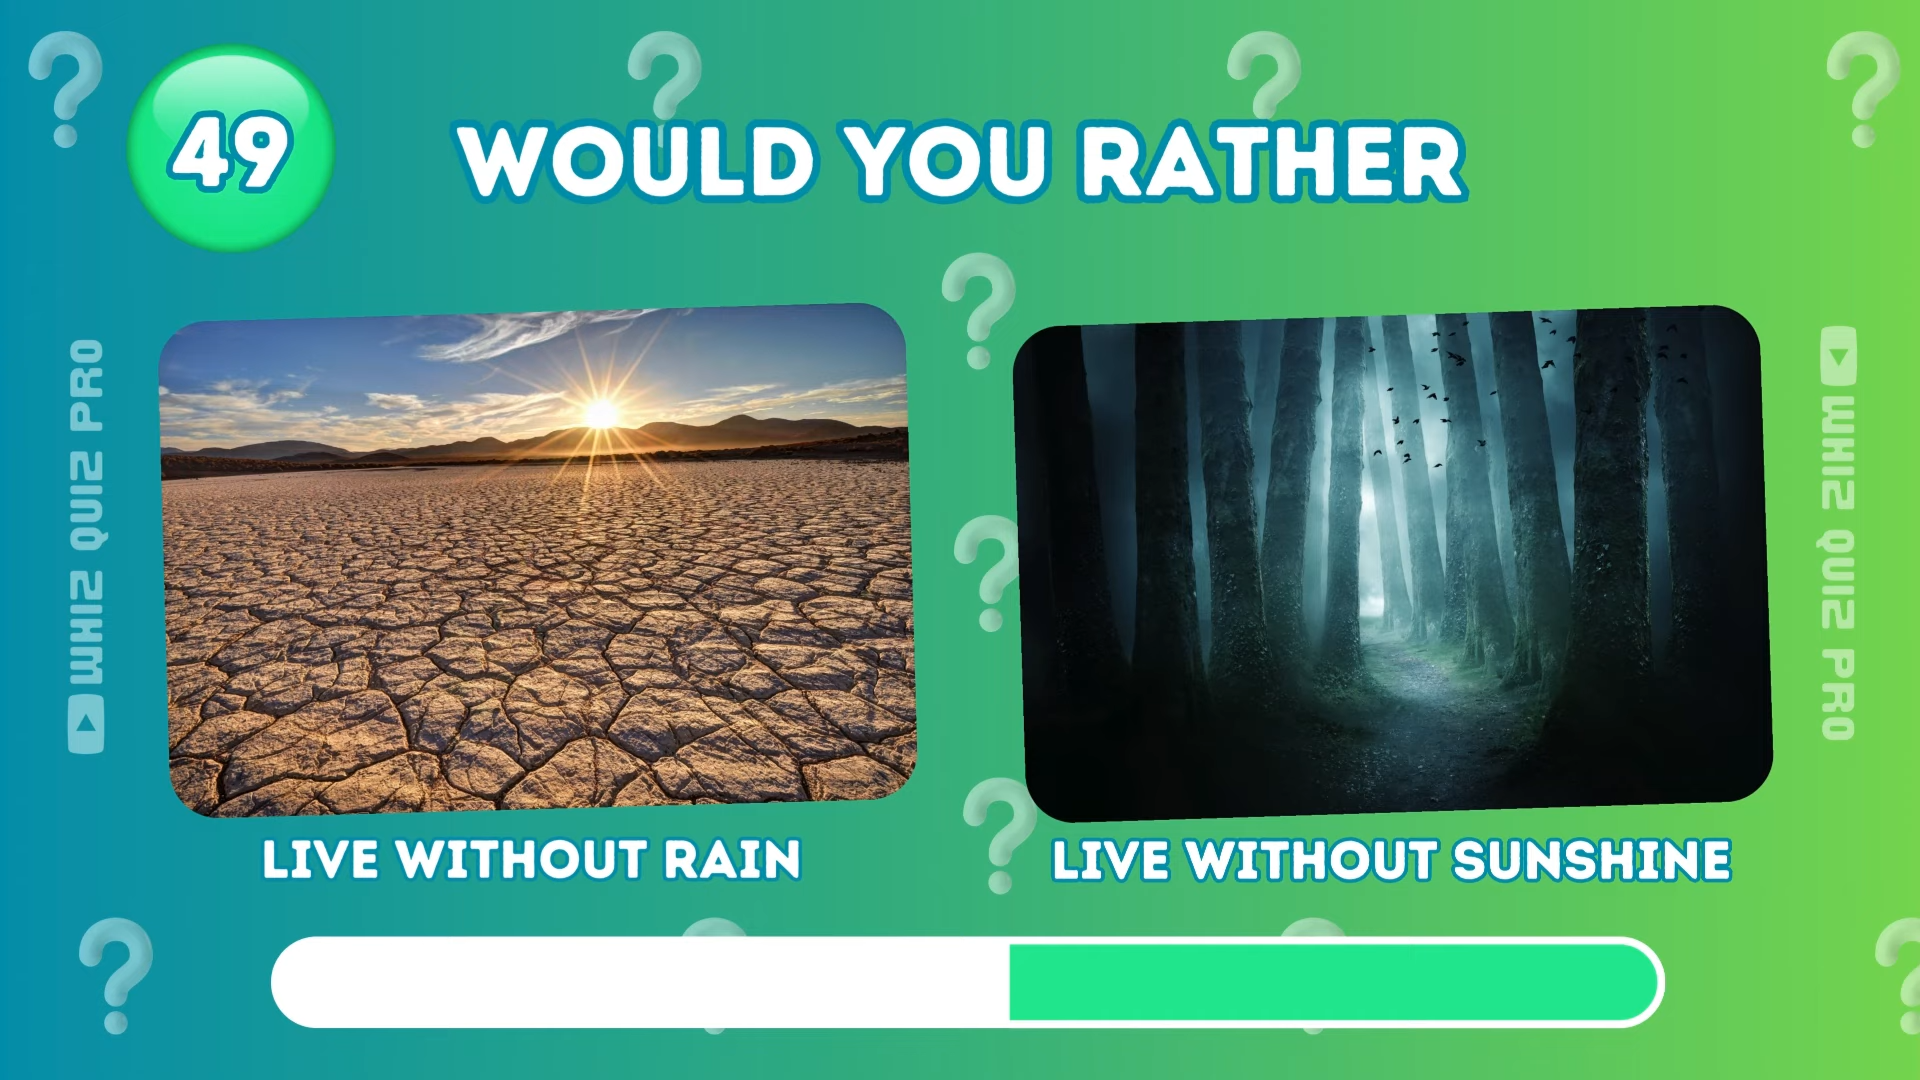 49
WOULD YOU RATHER
WHIZ QUIZ PRO
WHIZ QUIZ PRO
LIVE WITHOUT RAIN
LIVE WITHOUT SUNSHINE